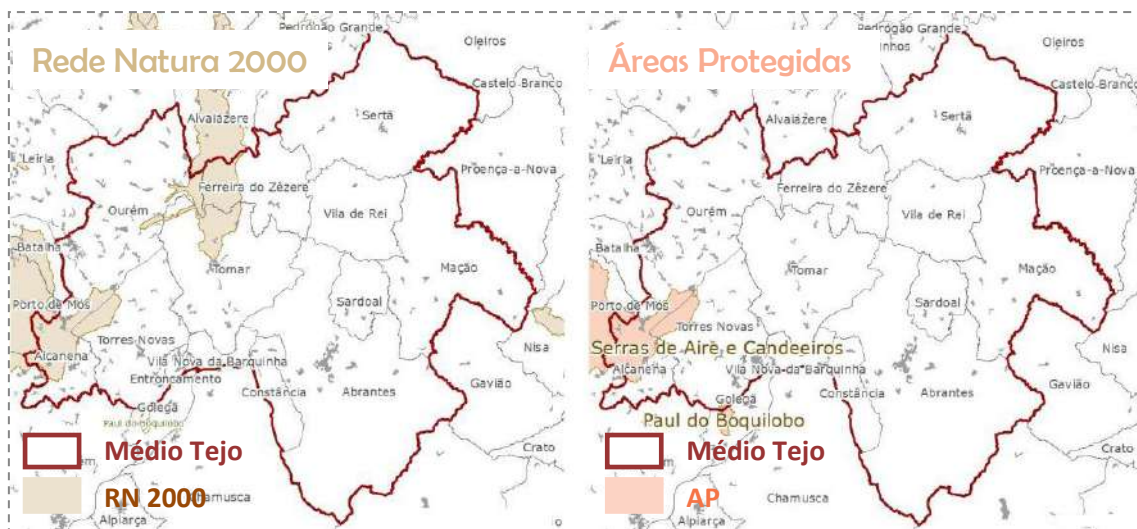 Rede Natura 2000
Pedrógão Grande
Oleiros
Castelo Branco
Alvaiázere
Sertã
Leiria
Proença-a-Nova
Ferreira do Zêzere
Ourém
Vila de Rei
Batalha
Mação
Tomar
Porto de Mós
Sardoal
Torres Novas
Nisa
Alcanena
Vila Nova da Barquinha
Entroncamento
Constância
Abrantes
Gavião
Golegã
Paul do Boquilobo
Médio Tejo
Crato
RN 2000
Chamusca
Alpiarça
Áreas Protegidas
Pedrógão Grande
Oleiros
Castelo Branco
Alvaiázere
Sertã
Leiria
Proença-a-Nova
Ferreira do Zêzere
Ourém
Vila de Rei
Batalha
Mação
Tomar
Porto de Mós
Sardoal
Torres Novas
Serras de Aire e Candeeiros
Nisa
Alcanena
Vila Nova da Barquinha
Constância
Abrantes
Gavião
Golegã
Paul do Boquilobo
Médio Tejo
Crato
AP
Chamusca
Alpiarça